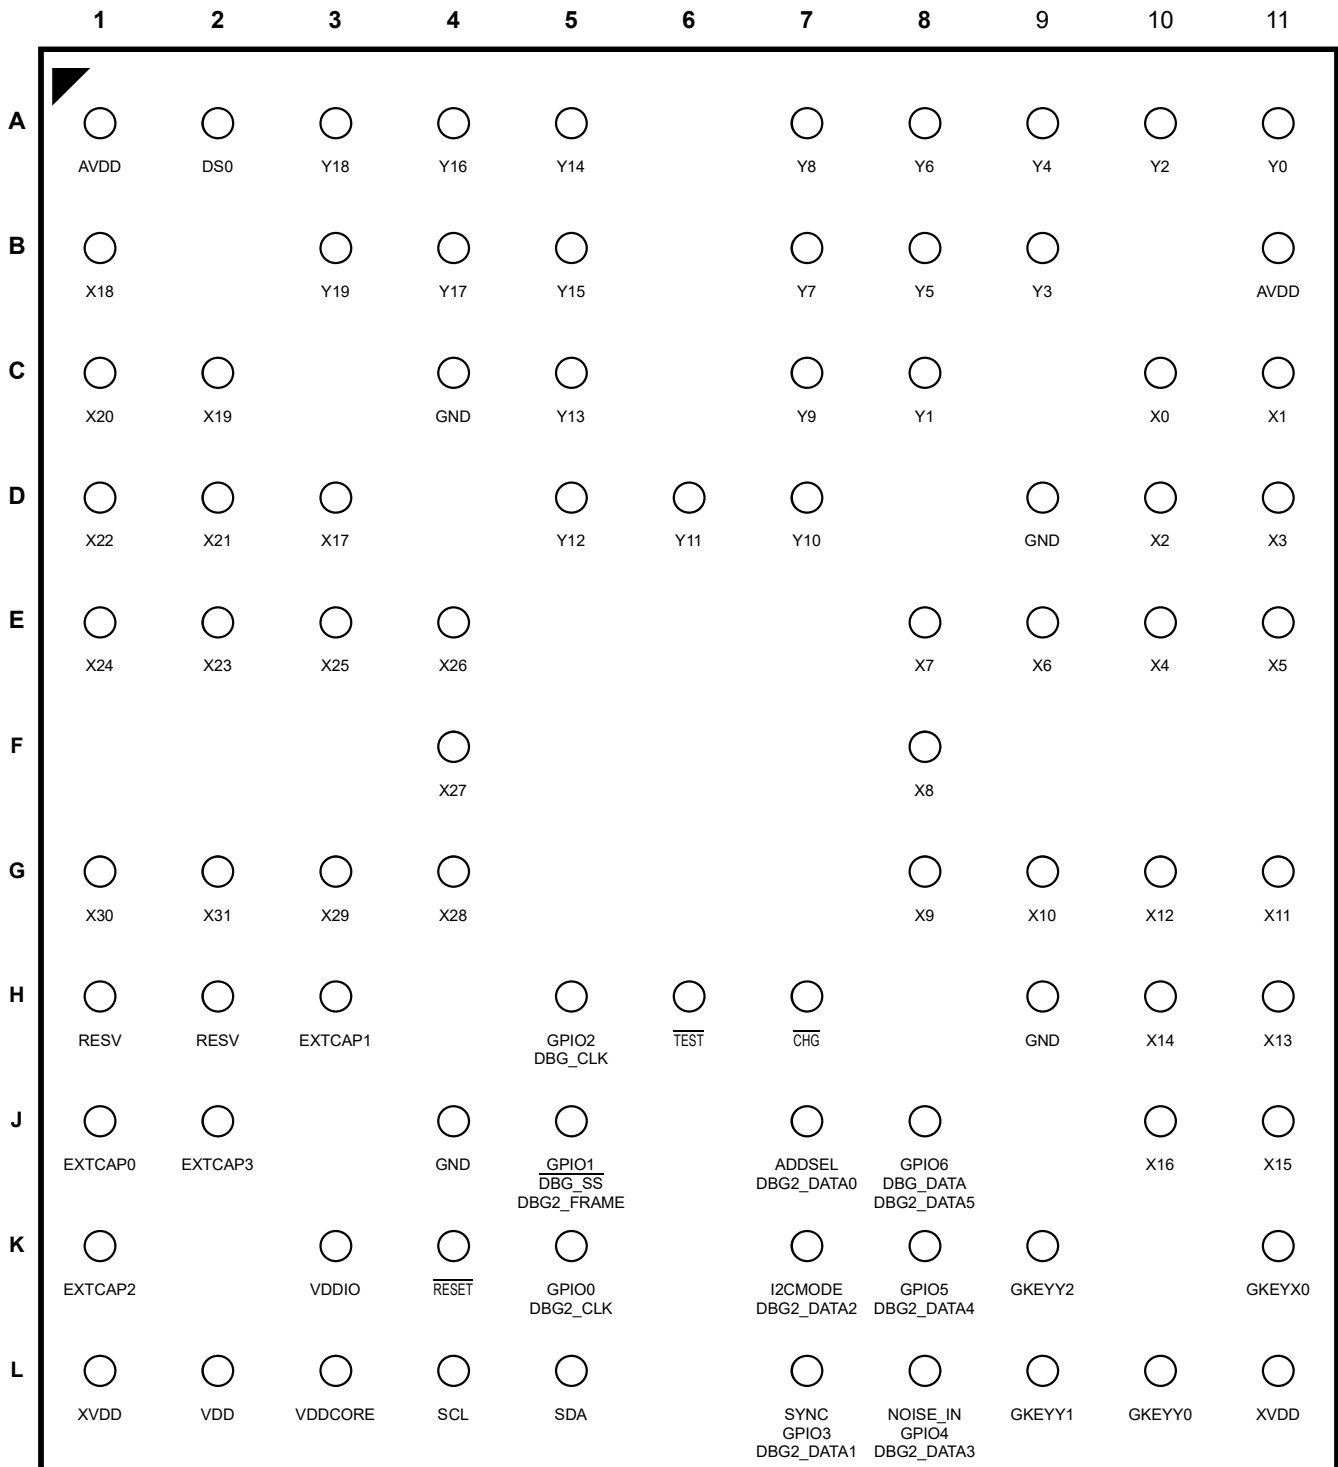 1 2 3 4 5 6 7 8 9 10 11
A
AVDD DS0 Y18 Y16 Y14 Y8 Y6 Y4 Y2 Y0
B
X18 Y19 Y17 Y15 Y7 Y5 Y3 AVDD
C
X20 X19 GND Y13 Y9 Y1 X0 X1
D
X22 X21 X17 Y12 Y11 Y10 GND X2 X3
E
X24 X23 X25 X26 X7 X6 X4 X5
F
X27 X8
G
X30 X31 X29 X28 X9 X10 X12 X11
H
RESV RESV EXTCAP1 GPIO2 TEST CHG GND X14 X13
DBG_CLK
J
EXTCAP0 EXTCAP3 GND GPIO1 ADDSEL GPIO6 X16 X15
DBG_SS DBG2_DATA0 DBG_DATA
DBG2_FRAME DBG2_DATA5
K
EXTCAP2 VDDIO RESET GPIO0 I2CMODE GPIO5 GKEYY2 GKEYX0
DBG2_CLK DBG2_DATA2 DBG2_DATA4
L
XVDD VDD VDDCORE SCL SDA SYNC NOISE_IN GKEYY1 GKEYY0 XVDD
GPIO3 GPIO4
DBG2_DATA1 DBG2_DATA3